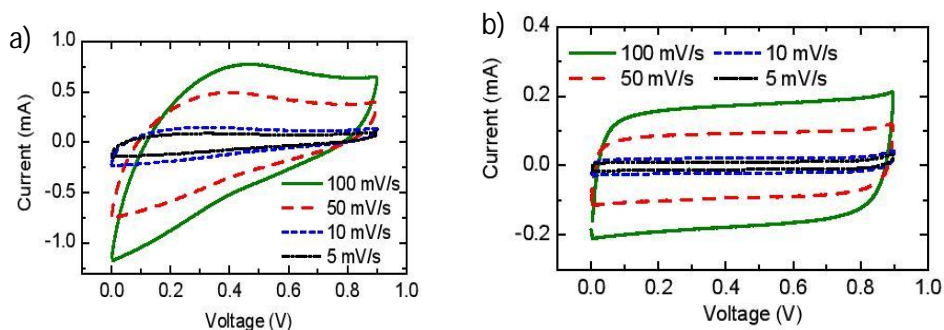 a)
1.0
0.5
0.0
-0.5
-1.0
Current (mA)
100 mV/s
50 mV/s
10 mV/s
5 mV/s
0.0 0.2 0.4 0.6 0.8 1.0
Voltage (V)
b)
0.4
0.2
0.0
-0.2
Current (mA)
100 mV/s 10 mV/s
50 mV/s 5 mV/s
0.0 0.2 0.4 0.6 0.8 1.0
Voltage (V)